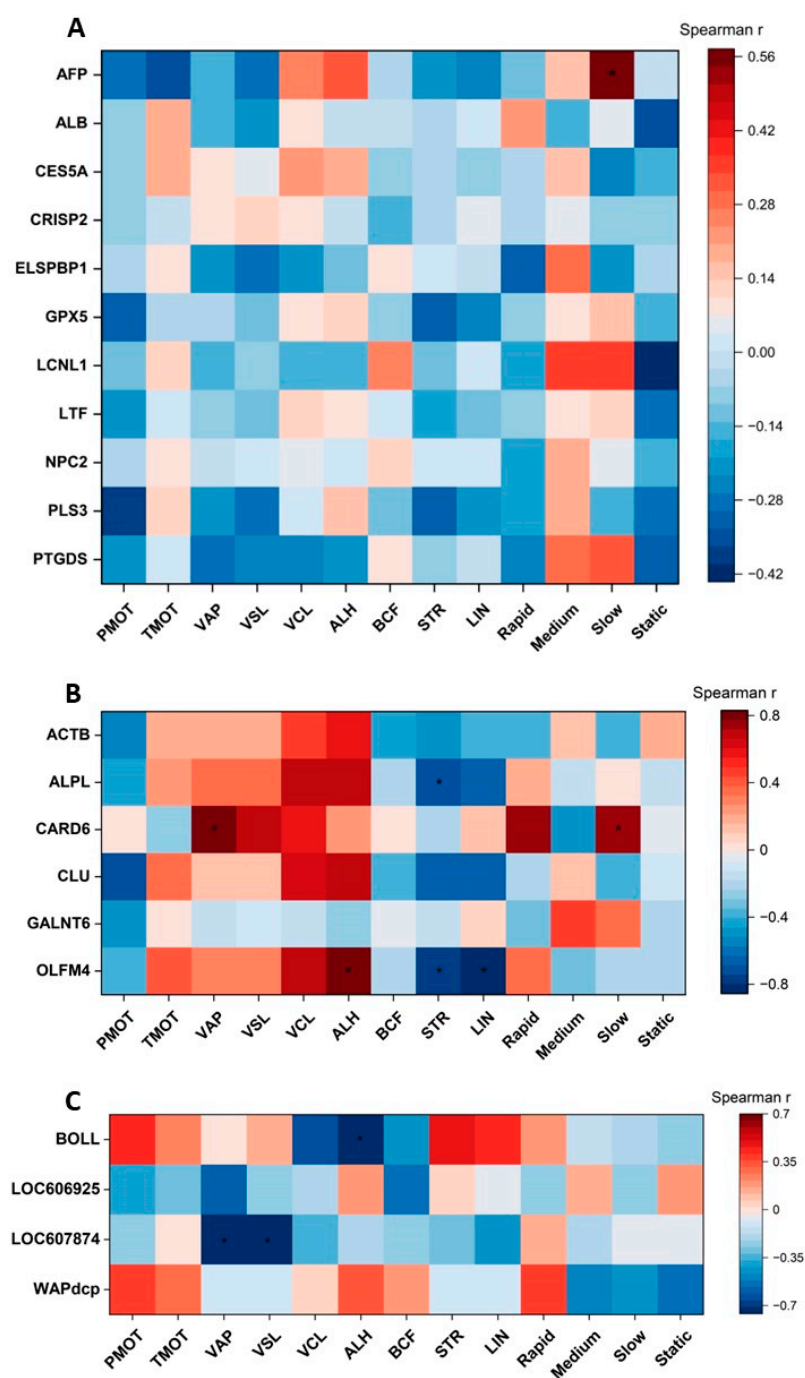 A
Spearman r
AFP
ALB
CES5A
CRISP2
ELSPBP1
GPX5
LCNL1
LTF
NPC2
PLS3
PTGDS
*
0.56
0.42
0.28
0.14
0.00
−0.14
−0.28
−0.42
PMOT TMOT VAP VSL VCL ALH BCF STR LIN Rapid Medium Slow Static
B
Spearman r
ACTB
ALPL *
CARD6 * *
CLU
GALNT6
OLFM4 * * *
0.8
0.4
0
−0.4
−0.8
PMOT TMOT VAP VSL VCL ALH BCF STR LIN Rapid Medium Slow Static
C
Spearman r
BOLL *
LOC606925
LOC607874 * *
WAPdcp
0.7
0.35
0
−0.35
−0.7
PMOT TMOT VAP VSL VCL ALH BCF STR LIN Rapid Medium Slow Static